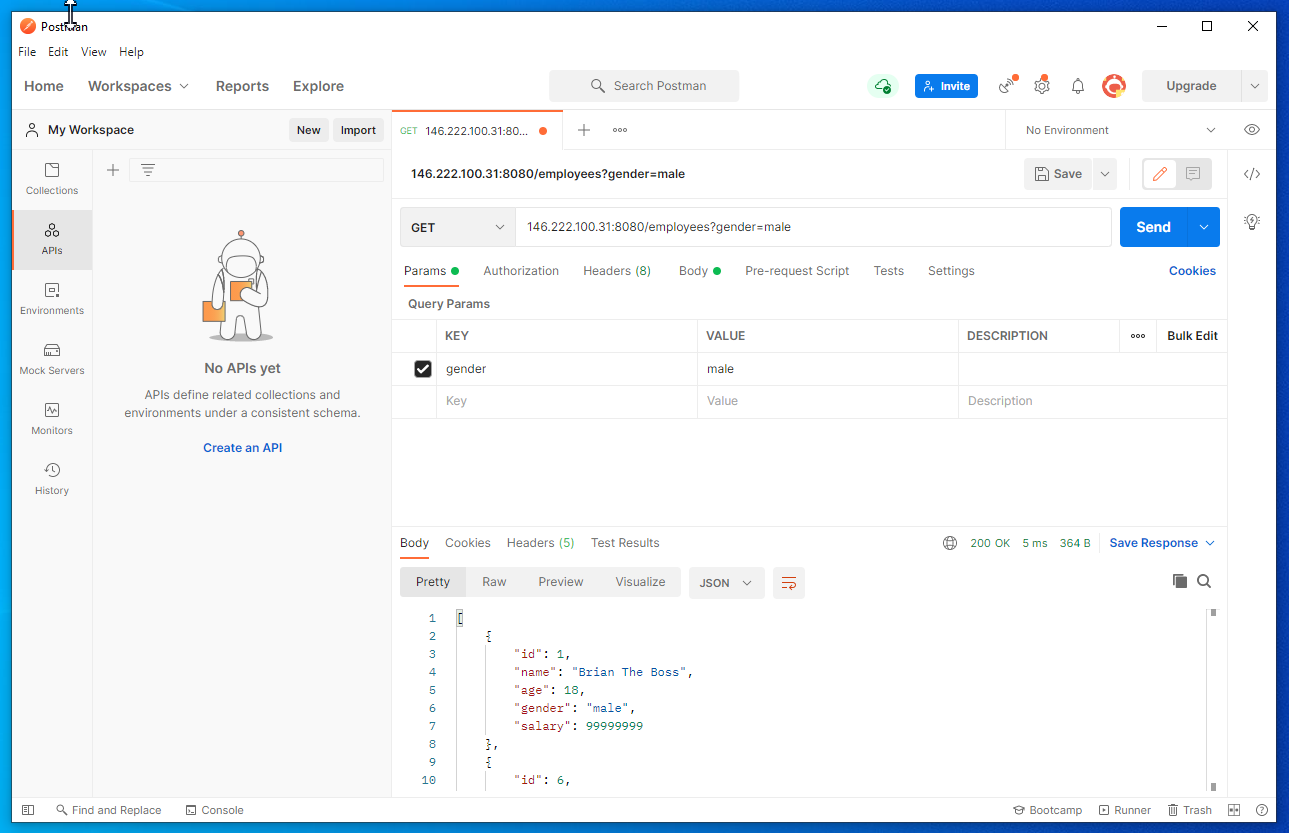 Postman
File Edit View Help
Home Workspaces Reports Explore Search Postman Invite Upgrade
My Workspace New Import
GET 146.222.100.31:80... No Environment
Collections
APIs
Environments
Mock Servers
Monitors
History
No APIs yet
APIs define related collections and
environments under a consistent schema.
Create an API
146.222.100.31:8080/employees?gender=male Save
GET 146.222.100.31:8080/employees?gender=male Send
Params Authorization Headers (8) Body Pre-request Script Tests Settings Cookies
Query Params
KEY VALUE DESCRIPTION Bulk Edit
gender male
Key Value Description
Body Cookies Headers (5) Test Results 200 OK 5 ms 364 B Save Response
Pretty Raw Preview Visualize JSON
1 [
2 {
3 "id": 1,
4 "name": "Brian The Boss",
5 "age": 18,
6 "gender": "male",
7 "salary": 99999999
8 },
9 {
10 "id": 6,
Find and Replace Console Bootcamp Runner Trash